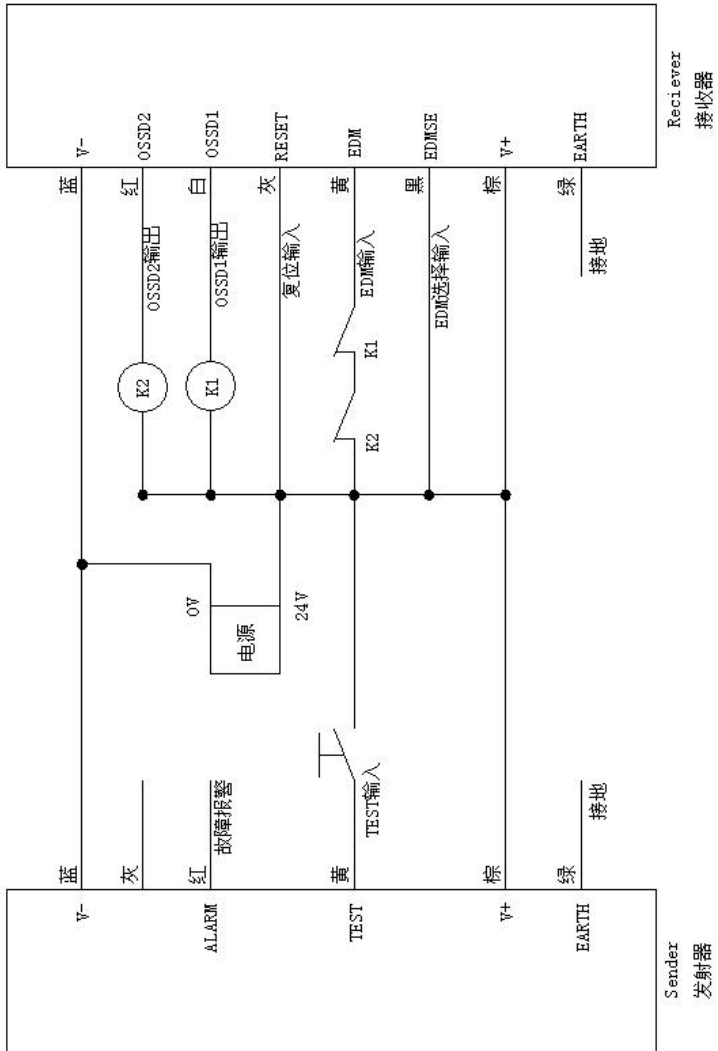 Sender
发射器
V-
ALARM
TEST
V+
EARTH
蓝
灰
红
黄
棕
绿
故障报警
TEST输入
接地
电源
0V
24V
K2
K1
K2
K1
OSSD2输出
OSSD1输出
复位输入
EDM输入
EDM选择输入
接地
蓝
红
白
灰
黄
黑
棕
绿
V-
OSSD2
OSSD1
RESET
EDM
EDMSE
V+
EARTH
Reciever
接收器